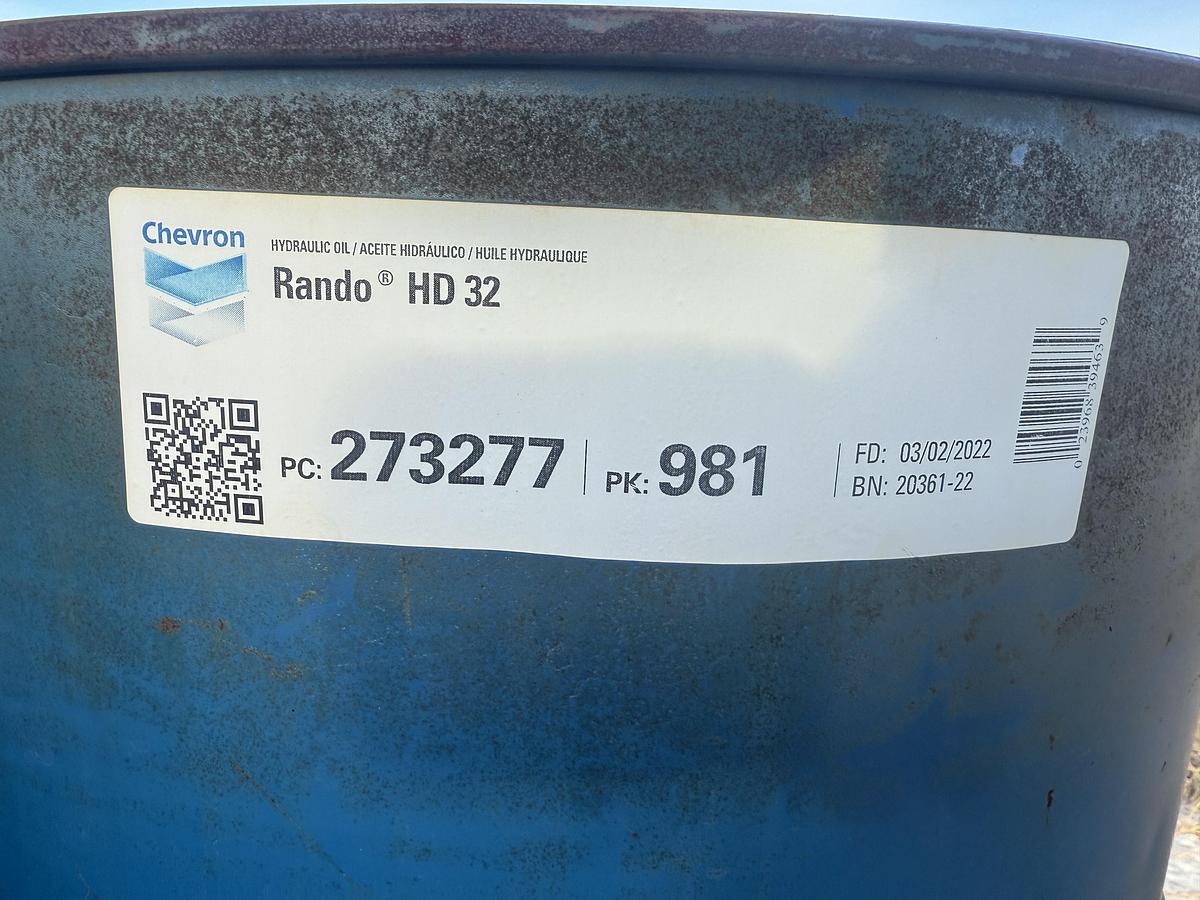 Chevron
HYDRAULIC OIL / ACEITE HIDRÁULICO / HUILE HYDRAULIQUE
Rando® HD 32
PC: 273277
PK: 981
FD: 03/02/2022
BN: 20361-22
0 23968 39463 9